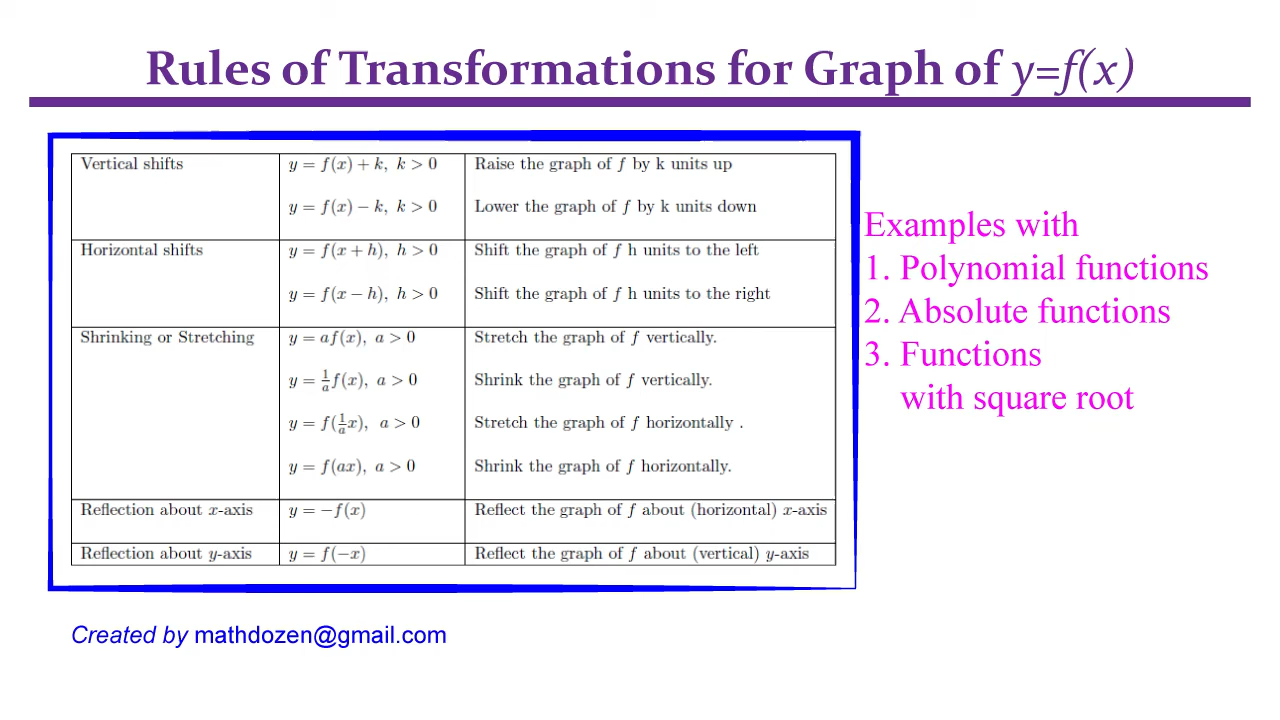 Rules of Transformations for Graph of y=f(x)
Vertical shifts y = f(x) + k, k > 0 Raise the graph of f by k units up
y = f(x) − k, k > 0 Lower the graph of f by k units down
Horizontal shifts y = f(x + h), h > 0 Shift the graph of f h units to the left
y = f(x − h), h > 0 Shift the graph of f h units to the right
Shrinking or Stretching y = af(x), a > 0 Stretch the graph of f vertically.
y = 1/a f(x), a > 0 Shrink the graph of f vertically.
y = f(1/a x), a > 0 Stretch the graph of f horizontally .
y = f(ax), a > 0 Shrink the graph of f horizontally.
Reflection about x-axis y = −f(x) Reflect the graph of f about (horizontal) x-axis
Reflection about y-axis y = f(−x) Reflect the graph of f about (vertical) y-axis
Examples with
1. Polynomial functions
2. Absolute functions
3. Functions
with square root
Created by mathdozen@gmail.com